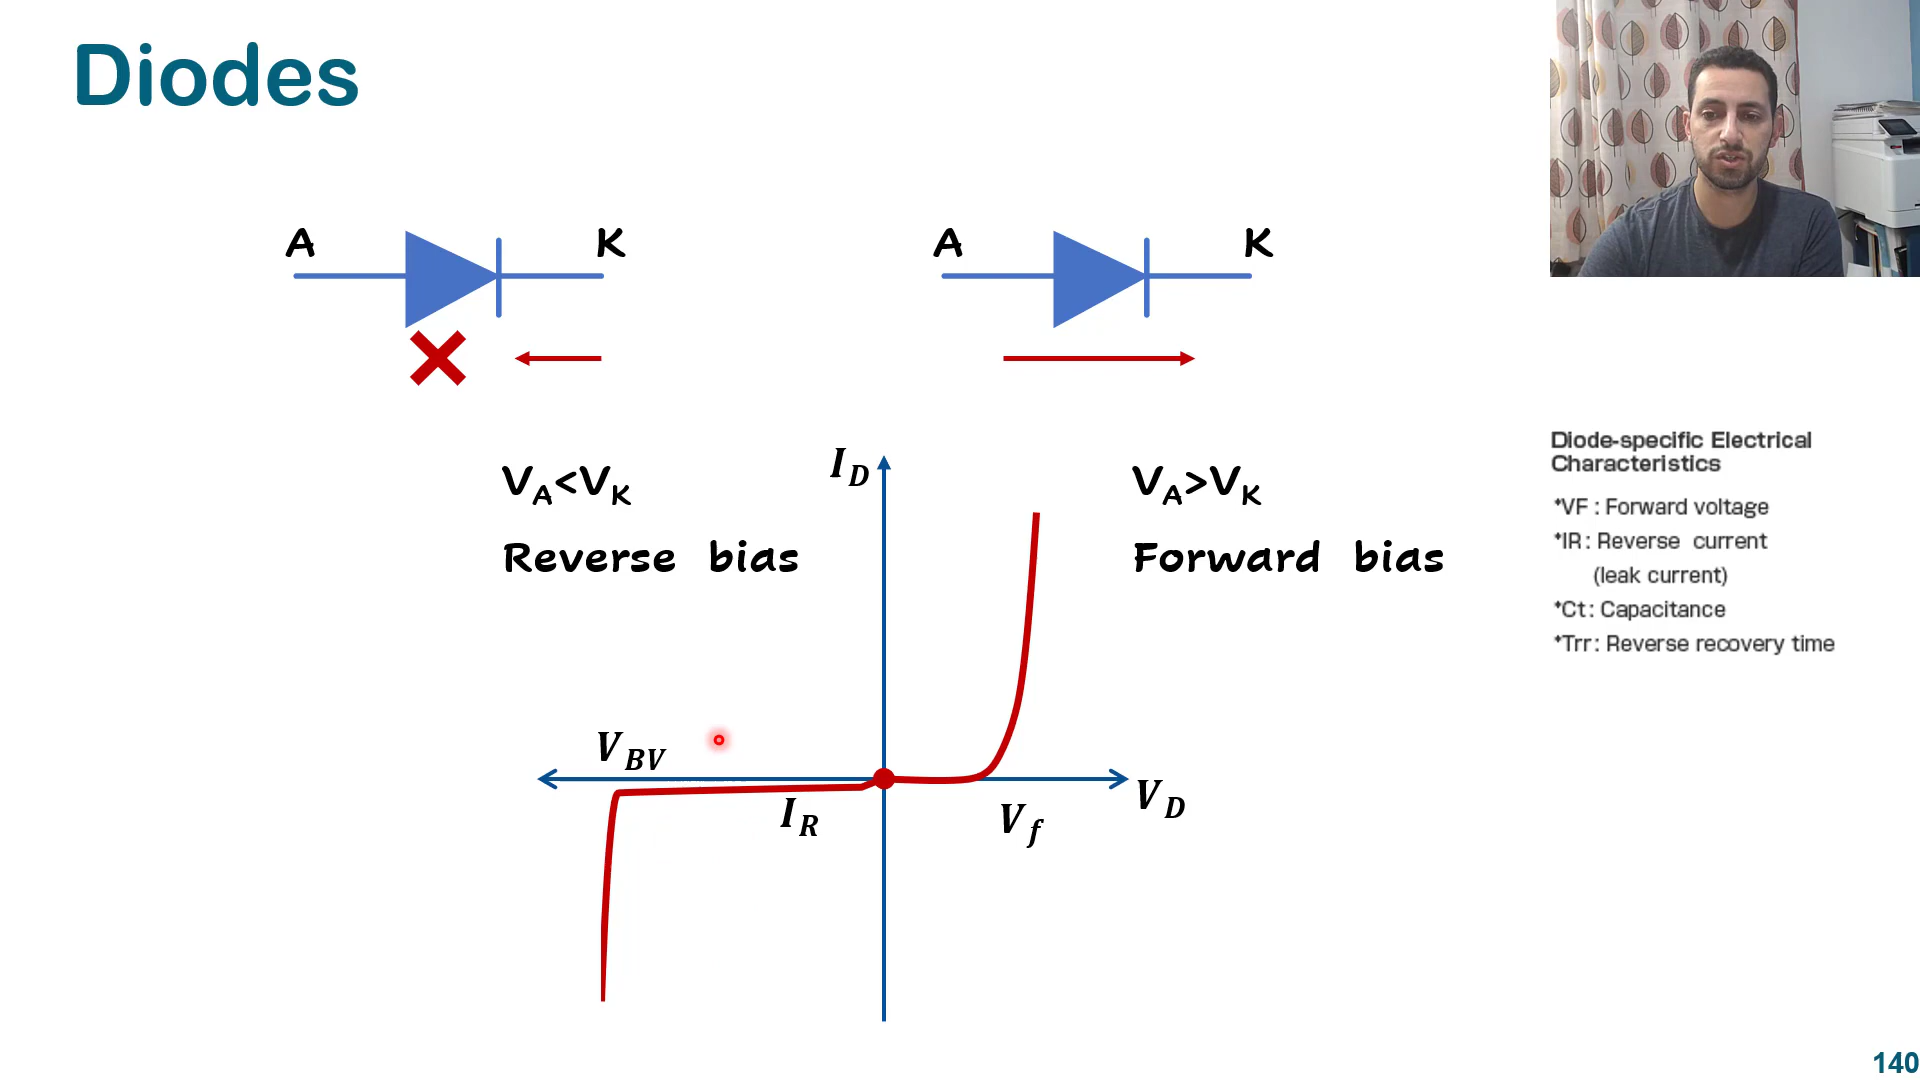 Diodes
A K
A K
V_A<V_K
Reverse bias
I_D
V_A>V_K
Forward bias
V_BV
I_R
V_f
V_D
Diode-specific Electrical
Characteristics
*VF : Forward voltage
*IR : Reverse current
(leak current)
*Ct : Capacitance
*Trr : Reverse recovery time
140